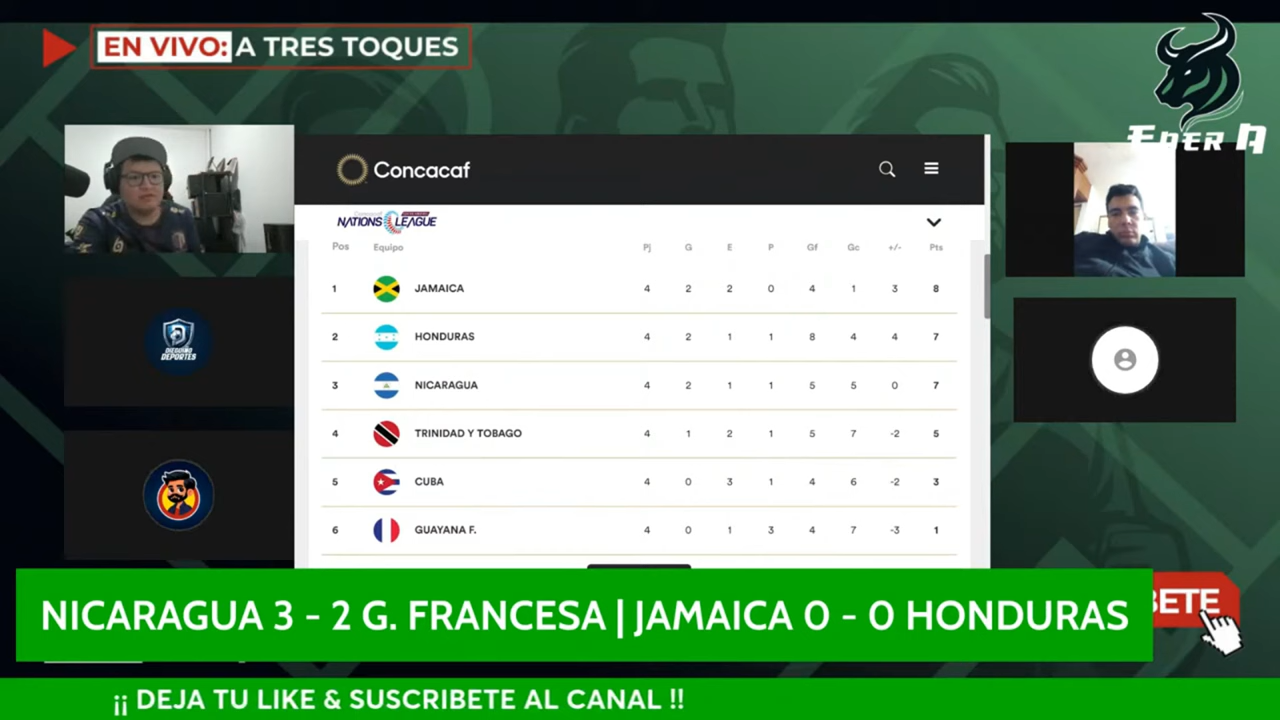 EN VIVO: A TRES TOQUES
EDER A
Concacaf
NATIONS LEAGUE
Pos Equipo Pj G E P Gf Gc +/- Pts
1 JAMAICA 4 2 2 0 4 1 3 8
2 HONDURAS 4 2 1 1 8 4 4 7
3 NICARAGUA 4 2 1 1 5 5 0 7
4 TRINIDAD Y TOBAGO 4 1 2 1 5 7 -2 5
5 CUBA 4 0 3 1 4 6 -2 3
6 GUAYANA F. 4 0 1 3 4 7 -3 1
DIEGUINO
DEPORTES
NICARAGUA 3 - 2 G. FRANCESA | JAMAICA 0 - 0 HONDURAS
BETE
¡¡ DEJA TU LIKE & SUSCRIBETE AL CANAL !!